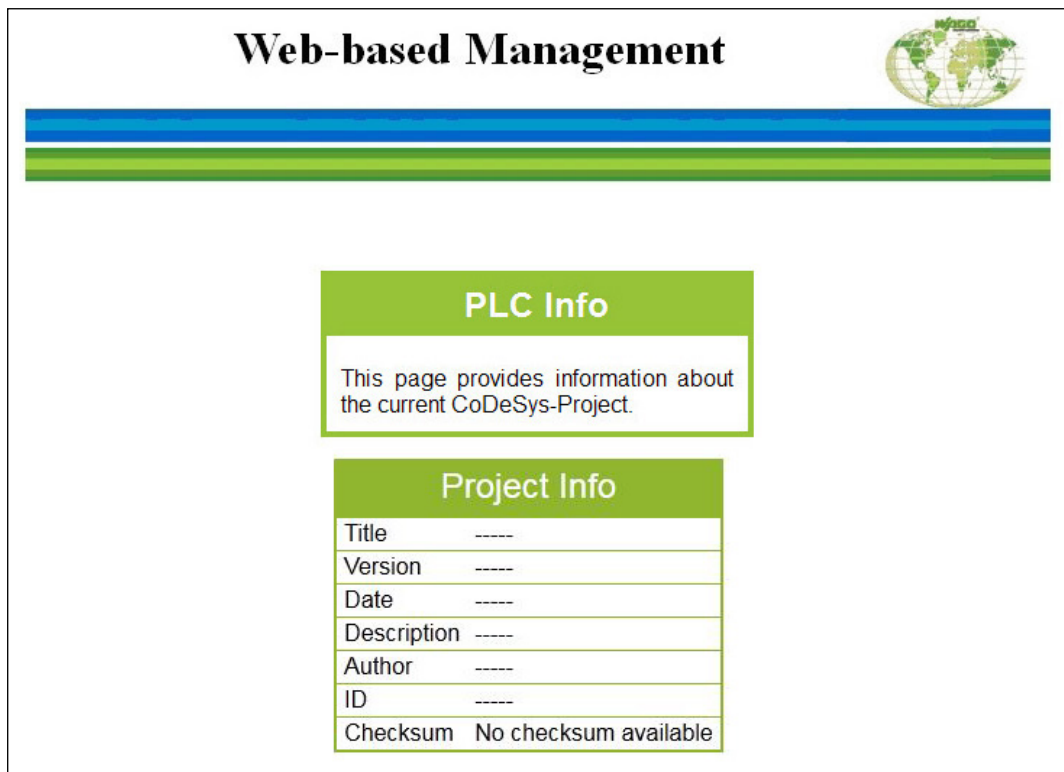 Web-based Management
WAGO
PLC Info
This page provides information about
the current CoDeSys-Project.
Project Info
Title -----
Version -----
Date -----
Description -----
Author -----
ID -----
Checksum No checksum available